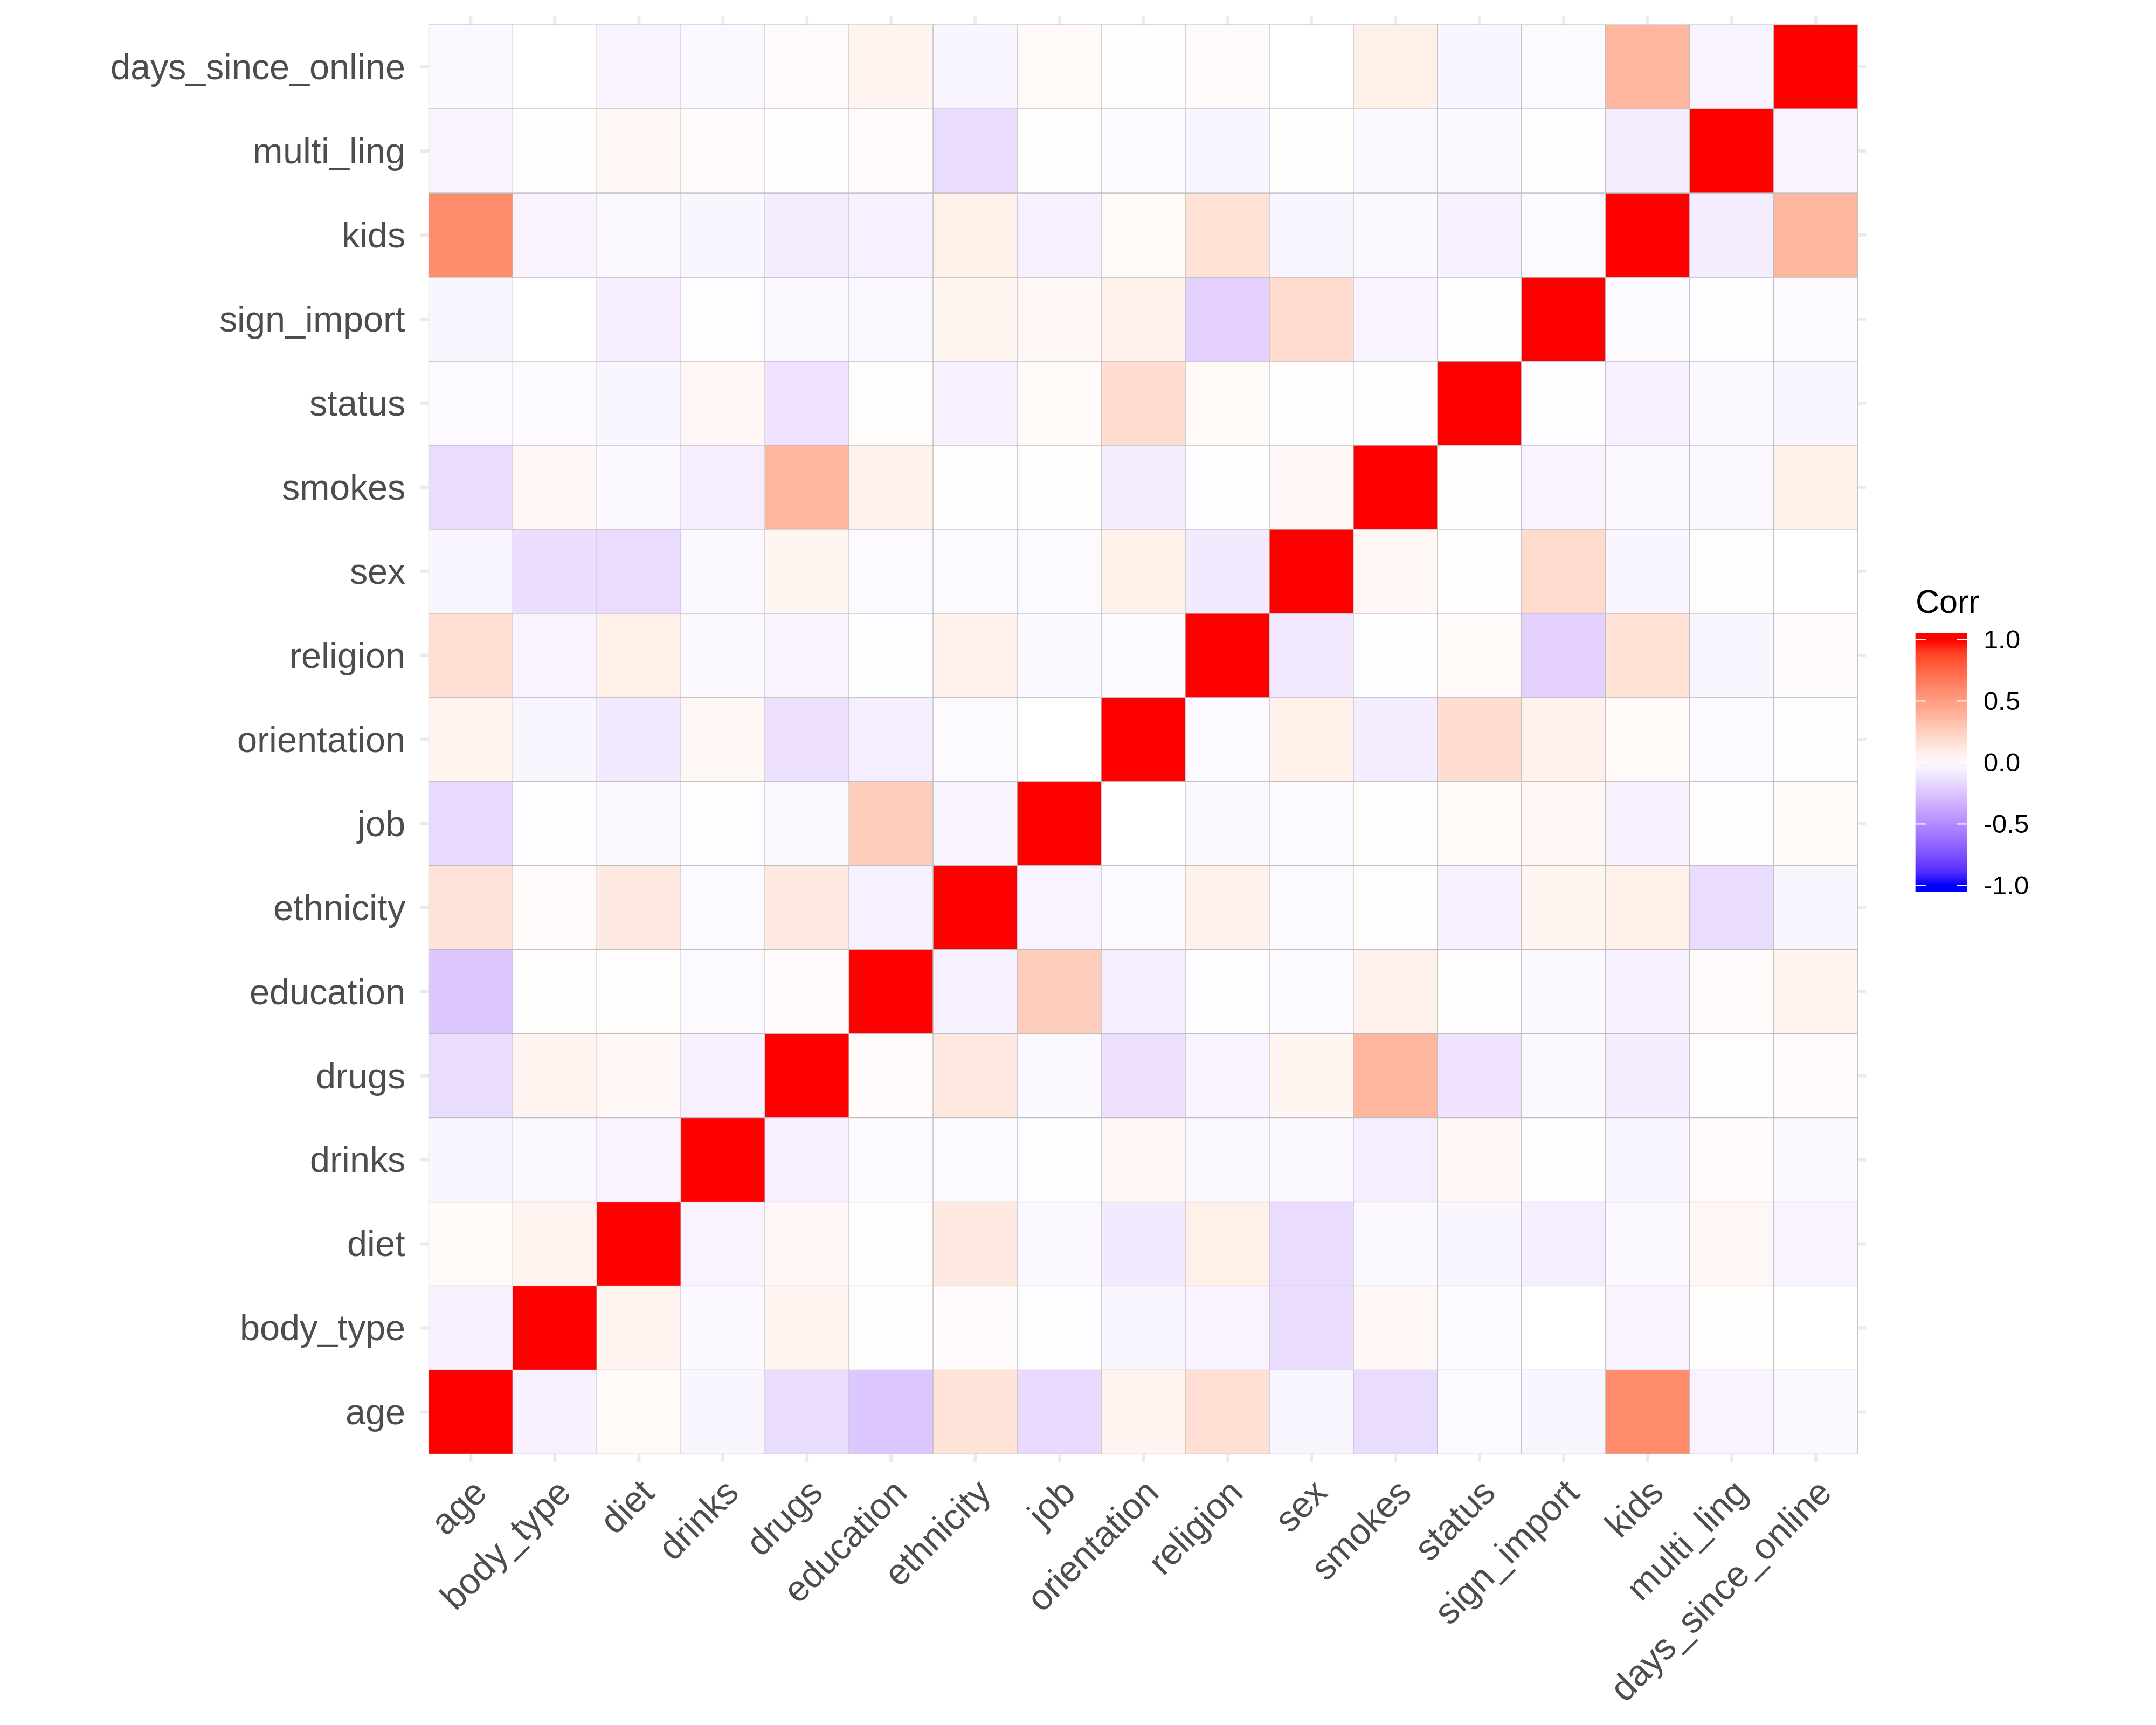 days_since_online
multi_ling
kids
sign_import
status
smokes
sex
religion
orientation
job
ethnicity
education
drugs
drinks
diet
body_type
age
age
body_type
diet
drinks
drugs
education
ethnicity
job
orientation
religion
sex
smokes
status
sign_import
kids
multi_ling
days_since_online
Corr
1.0
0.5
0.0
-0.5
-1.0